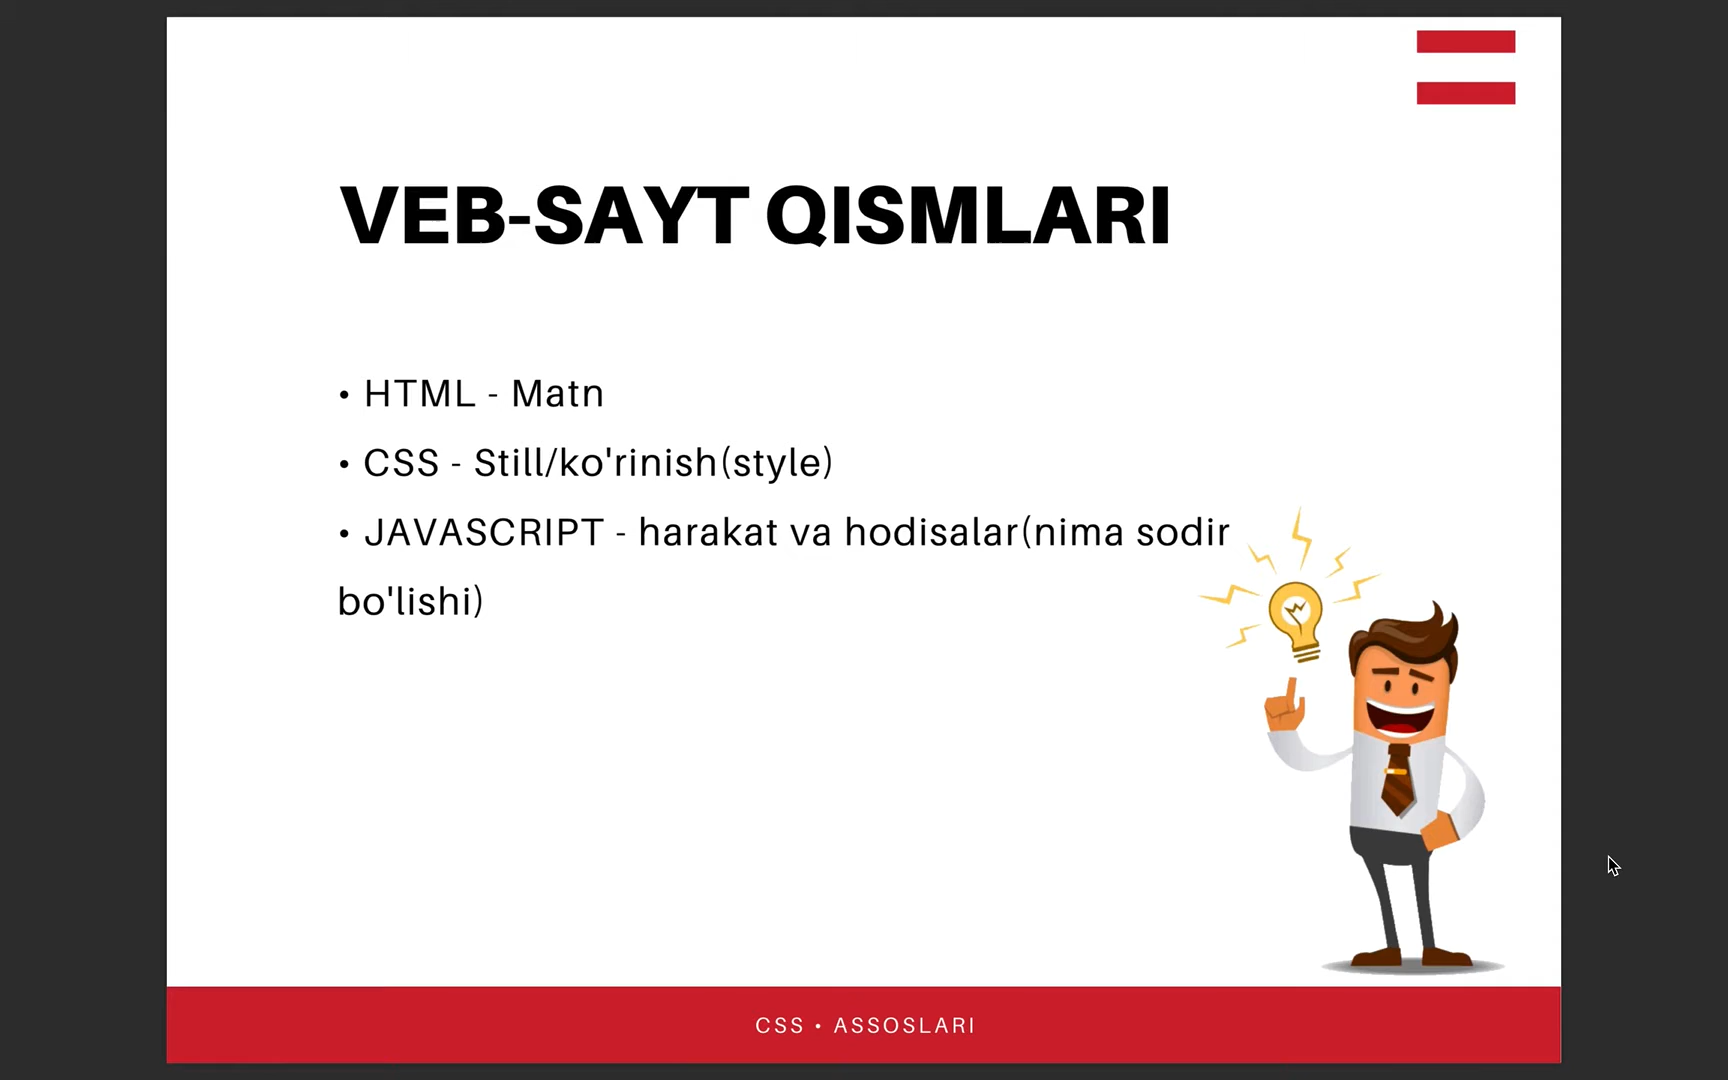 VEB-SAYT QISMLARI
• HTML - Matn
• CSS - Still/ko'rinish(style)
• JAVASCRIPT - harakat va hodisalar(nima sodir
bo'lishi)
CSS • ASSOSLARI